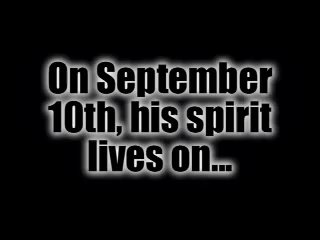 On September
10th, his spirit
lives on...